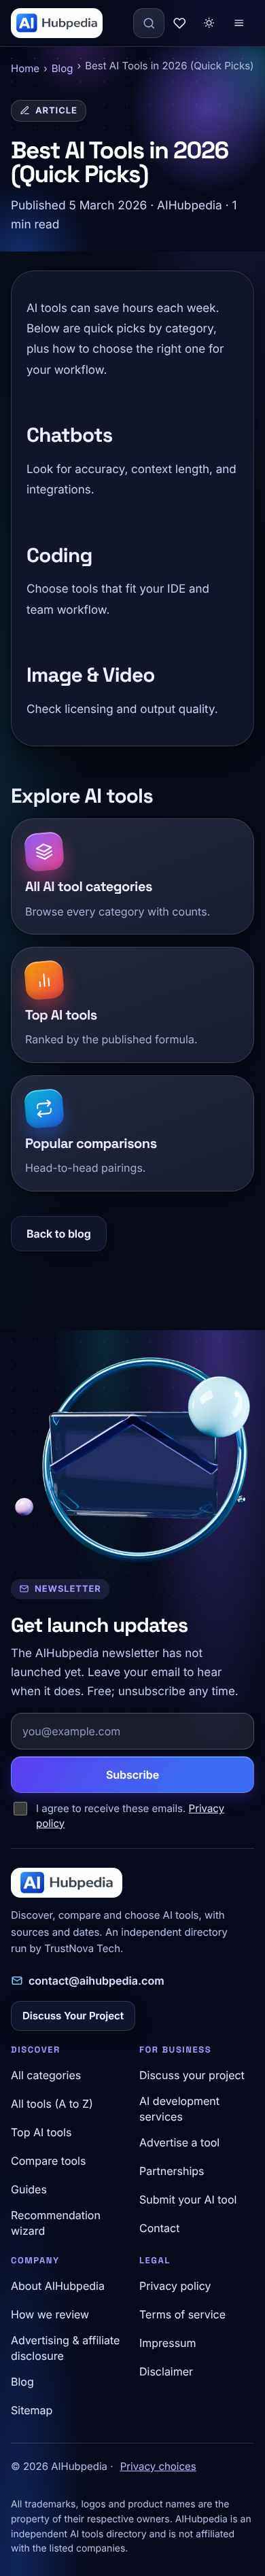 AI Hubpedia
Home › Blog › Best AI Tools in 2026 (Quick Picks)
ARTICLE
Best AI Tools in 2026
(Quick Picks)
Published 5 March 2026 · AIHubpedia · 1
min read
AI tools can save hours each week.
Below are quick picks by category,
plus how to choose the right one for
your workflow.
Chatbots
Look for accuracy, context length, and
integrations.
Coding
Choose tools that fit your IDE and
team workflow.
Image & Video
Check licensing and output quality.
Explore AI tools
All AI tool categories
Browse every category with counts.
Top AI tools
Ranked by the published formula.
Popular comparisons
Head-to-head pairings.
Back to blog
NEWSLETTER
Get launch updates
The AIHubpedia newsletter has not
launched yet. Leave your email to hear
when it does. Free; unsubscribe any time.
you@example.com
Subscribe
I agree to receive these emails. Privacy
policy
AI Hubpedia
Discover, compare and choose AI tools, with
sources and dates. An independent directory
run by TrustNova Tech.
contact@aihubpedia.com
Discuss Your Project
DISCOVER
All categories
All tools (A to Z)
Top AI tools
Compare tools
Guides
Recommendation
wizard
FOR BUSINESS
Discuss your project
AI development
services
Advertise a tool
Partnerships
Submit your AI tool
Contact
COMPANY
About AIHubpedia
How we review
Advertising & affiliate
disclosure
Blog
Sitemap
LEGAL
Privacy policy
Terms of service
Impressum
Disclaimer
© 2026 AIHubpedia · Privacy choices
All trademarks, logos and product names are the
property of their respective owners. AIHubpedia is an
independent AI tools directory and is not affiliated
with the listed companies.